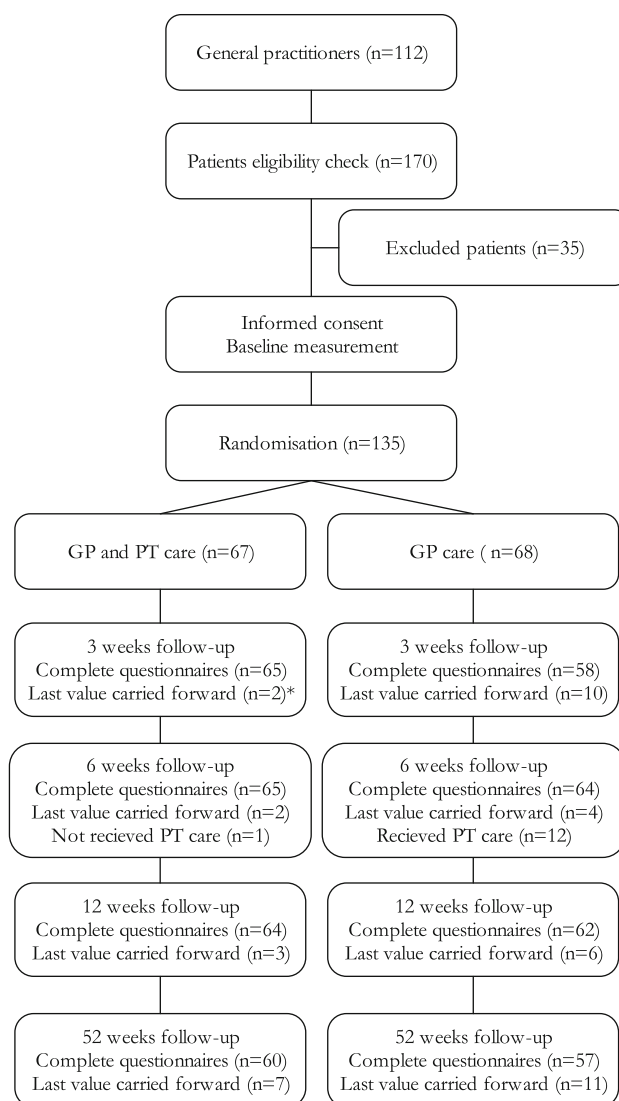 General practitioners (n=112)
Patients eligibility check (n=170)
Excluded patients (n=35)
Informed consent
Baseline measurement
Randomisation (n=135)
GP and PT care (n=67)
GP care ( n=68)
3 weeks follow-up
Complete questionnaires (n=65)
Last value carried forward (n=2)*
3 weeks follow-up
Complete questionnaires (n=58)
Last value carried forward (n=10)
6 weeks follow-up
Complete questionnaires (n=65)
Last value carried forward (n=2)
Not recieved PT care (n=1)
6 weeks follow-up
Complete questionnaires (n=64)
Last value carried forward (n=4)
Recieved PT care (n=12)
12 weeks follow-up
Complete questionnaires (n=64)
Last value carried forward (n=3)
12 weeks follow-up
Complete questionnaires (n=62)
Last value carried forward (n=6)
52 weeks follow-up
Complete questionnaires (n=60)
Last value carried forward (n=7)
52 weeks follow-up
Complete questionnaires (n=57)
Last value carried forward (n=11)